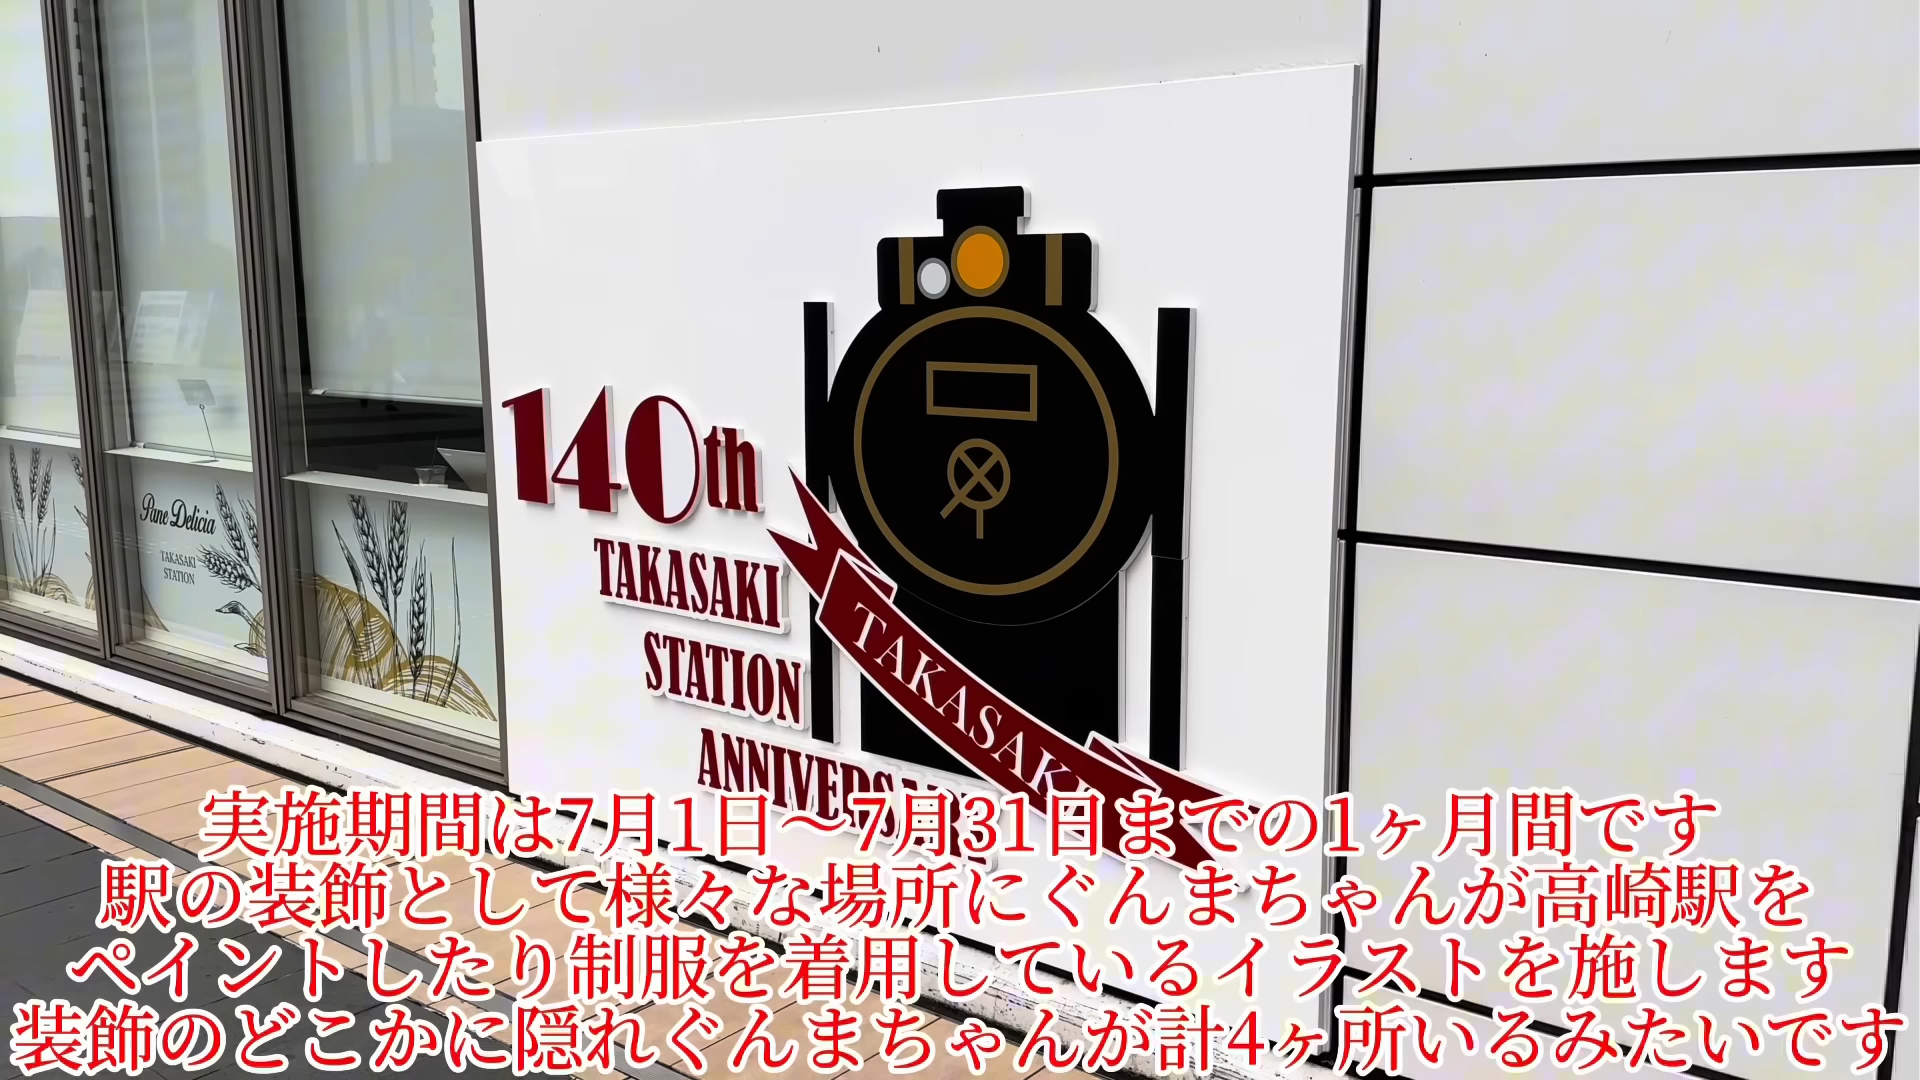 140th
TAKASAKI
STATION
ANNIVERSARY
TAKASAKI
Pane Delicia
TAKASAKI
STATION
実施期間は7月1日～7月31日までの1ヶ月間です
駅の装飾として様々な場所にぐんまちゃんが高崎駅を
ペイントしたり制服を着用しているイラストを施します
装飾のどこかに隠れぐんまちゃんが計4ヶ所いるみたいです